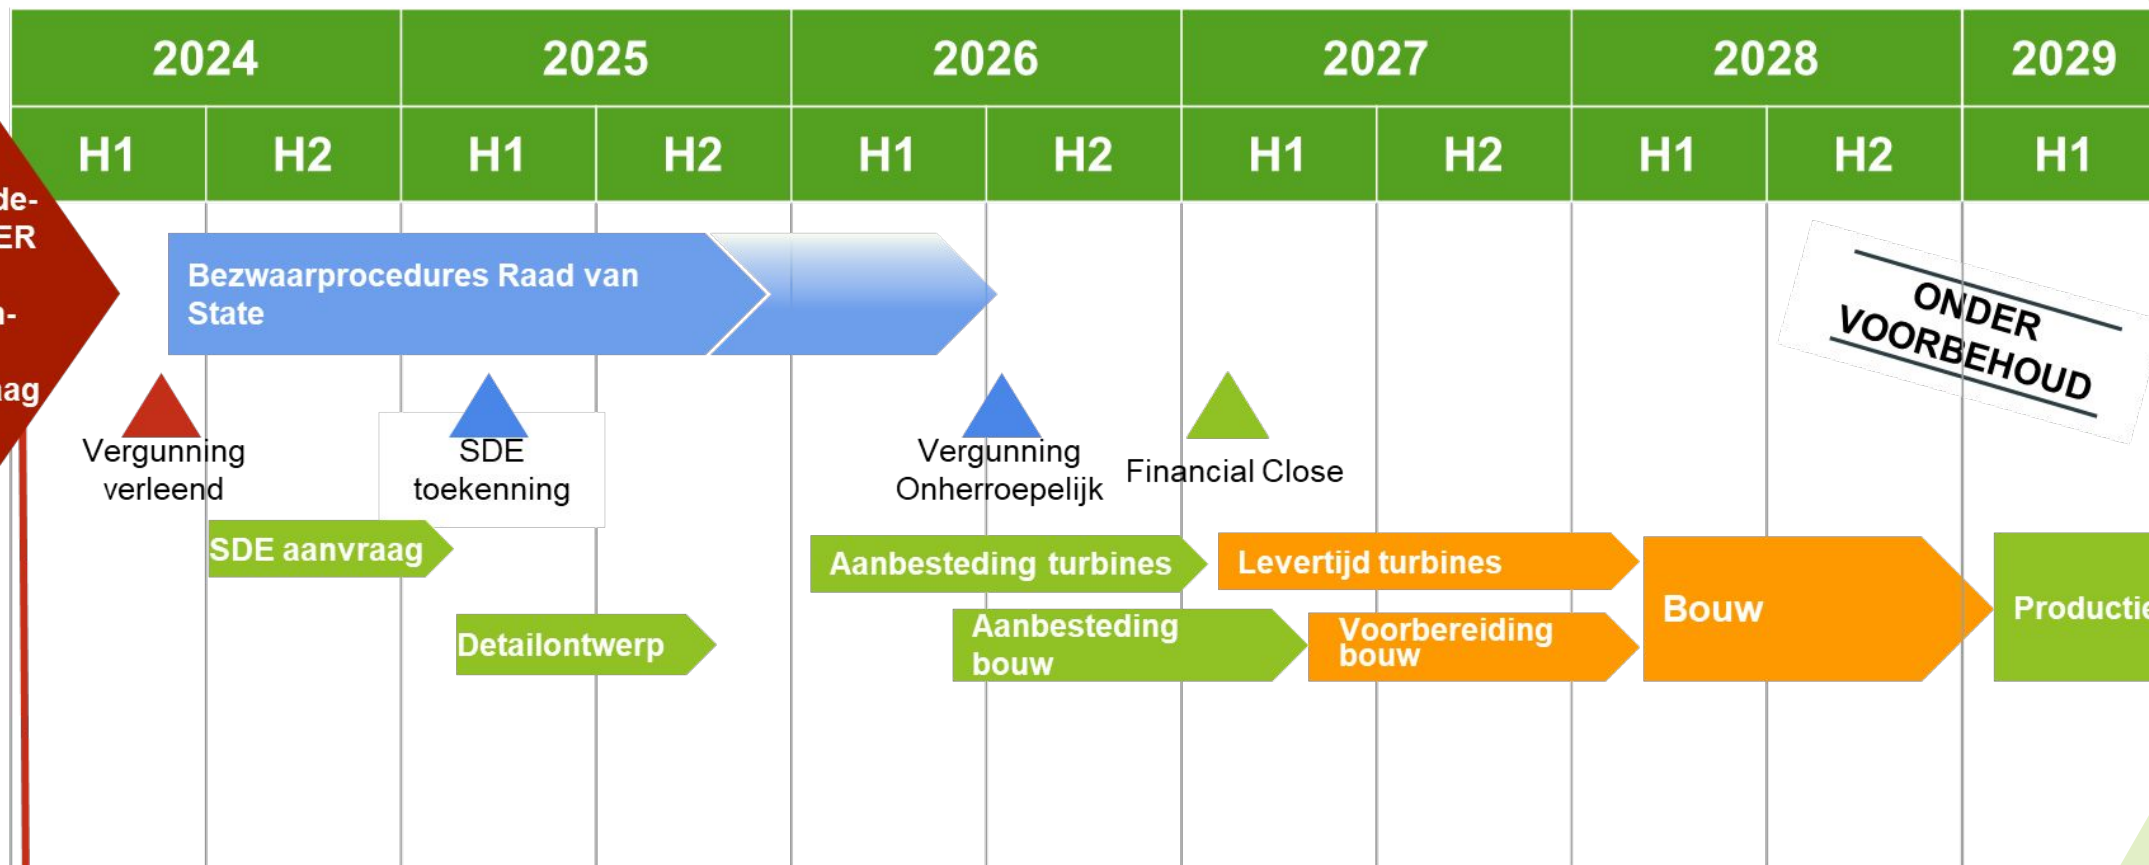 2024 2025 2026 2027 2028 2029
H1 H2 H1 H2 H1 H2 H1 H2 H1 H2 H1
Bezwaarprocedures Raad van
State
ONDER
VOORBEHOUD
Vergunning
verleend
SDE
toekenning
Vergunning
Onherroepelijk
Financial Close
SDE aanvraag
Aanbesteding turbines
Levertijd turbines
Detailontwerp
Aanbesteding
bouw
Voorbereiding
bouw
Bouw
Productie